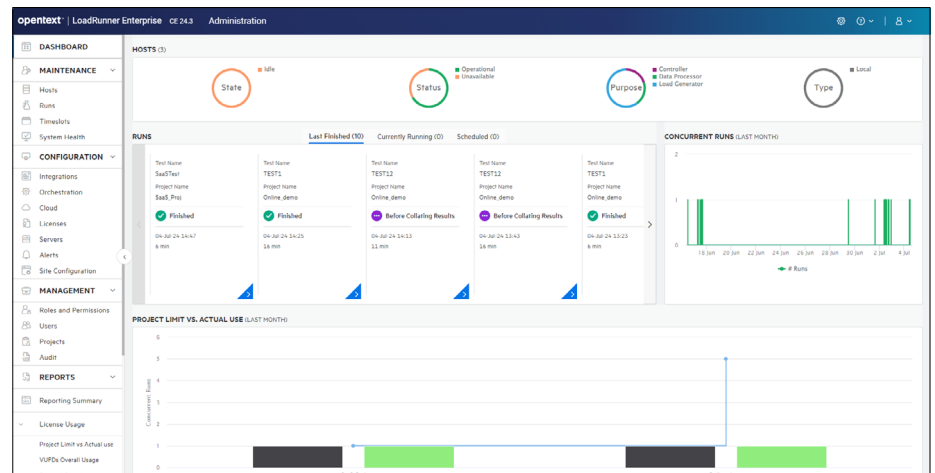 opentext™ | LoadRunner Enterprise CE 24.3 Administration
DASHBOARD
MAINTENANCE
Hosts
Runs
Timeslots
System Health
CONFIGURATION
Integrations
Orchestration
Cloud
Licenses
Servers
Alerts
Site Configuration
MANAGEMENT
Roles and Permissions
Users
Projects
Audit
REPORTS
Reporting Summary
License Usage
Project Limit vs Actual use
VUFDs Overall Usage
HOSTS (3)
State
Idle
Status
Operational
Unavailable
Purpose
Controller
Data Processor
Load Generator
Type
Local
RUNS
Last Finished (10) Currently Running (0) Scheduled (0)
Test Name Test Name Test Name Test Name Test Name
SaaSTest TEST1 TEST12 TEST12 TEST1
Project Name Project Name Project Name Project Name Project Name
SaaS_Proj Online_demo Online_demo Online_demo Online_demo
Finished Finished Before Collating Results Before Collating Results Finished
04-Jul-24 14:47 04-Jul-24 14:25 04-Jul-24 14:13 04-Jul-24 13:43 04-Jul-24 13:23
6 min 16 min 11 min 16 min 6 min
CONCURRENT RUNS (LAST MONTH)
2
1
0
18 Jun 20 Jun 22 Jun 24 Jun 26 Jun 28 Jun 30 Jun 2 Jul 4 Jul
# Runs
PROJECT LIMIT VS. ACTUAL USE (LAST MONTH)
Concurrent Runs
6
5
4
3
2
1
0